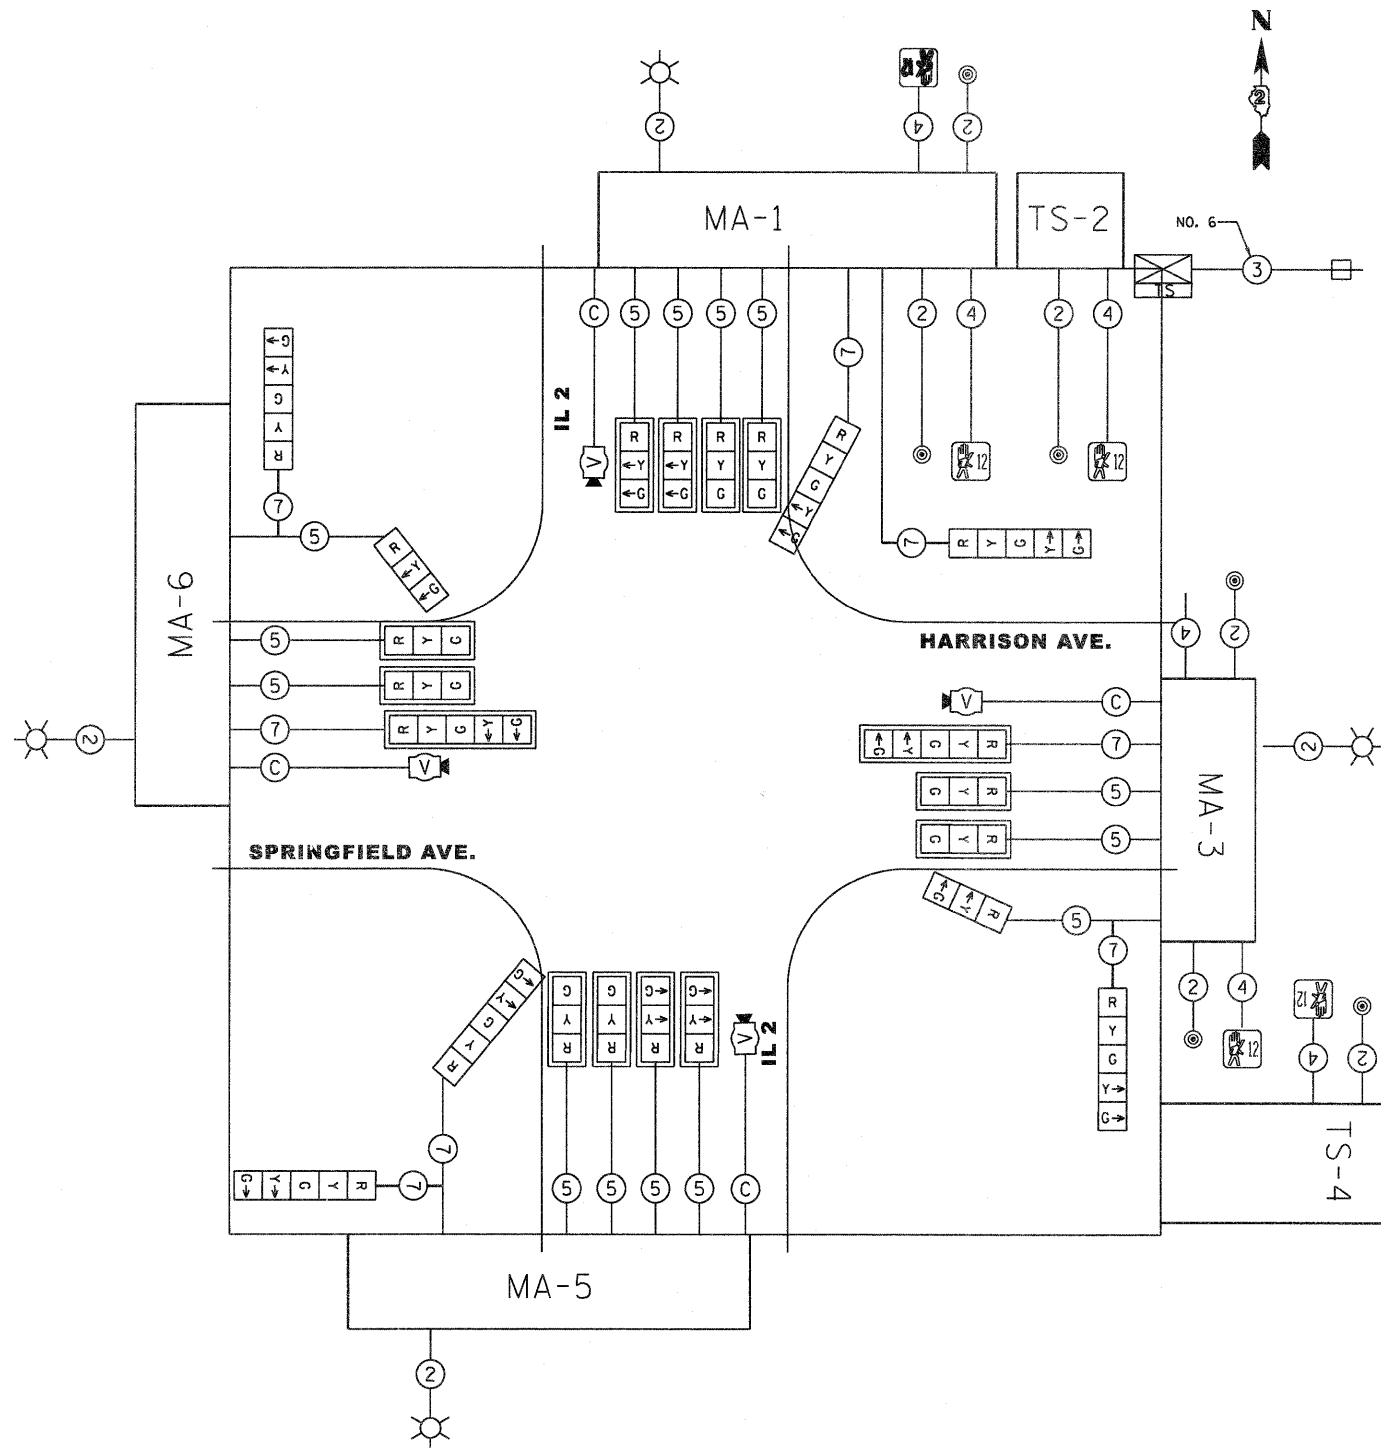 N
2
2
4
2
MA-1
TS-2
NO. 6
3
TS
C
5
5
5
5
7
2
4
2
4
←G
←Y
G
Y
R
IL 2
V
R
←Y
←G
R
←Y
←G
R
Y
G
R
Y
G
R
Y
G
←Y
←G
12
12
7
5
R
←Y
←G
7
R Y G Y→ G→
MA-6
5
R Y G
HARRISON AVE.
4
2
5
R Y G
V
C
7
R Y G ←Y ←G
←G ←Y G Y R
7
2
C
V
G Y R
5
MA-3
2
G Y R
5
SPRINGFIELD AVE.
←G ←Y R
5
7
←G
←Y
G
Y
R
G
Y
R
G
Y
R
←G
←Y
R
←G
←Y
R
V
IL 2
R
Y
G
Y→
G→
2
4
12
12
4
2
7
G→ Y→ G Y R
7
5
5
5
5
C
TS-4
MA-5
2